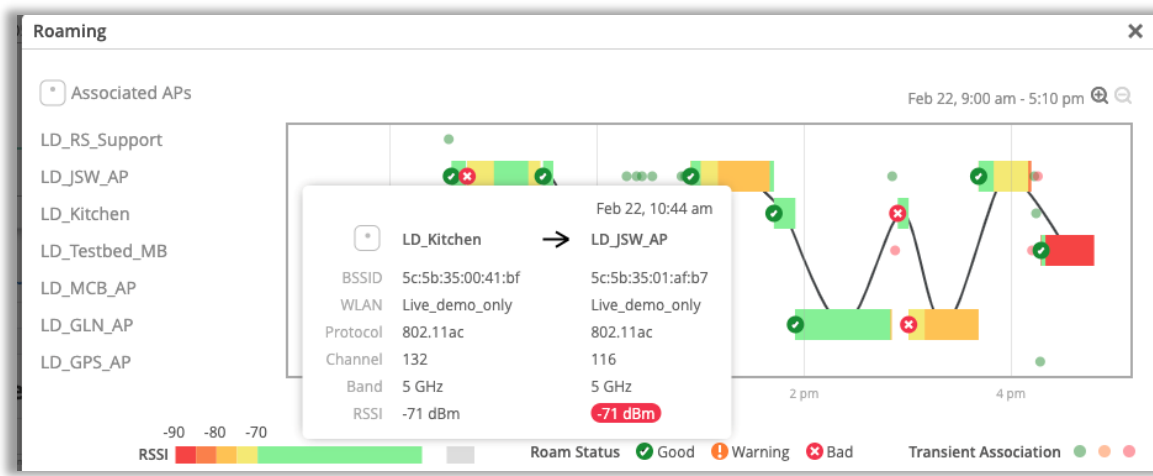 Roaming
Associated APs
Feb 22, 9:00 am - 5:10 pm
LD_RS_Support
LD_JSW_AP
LD_Kitchen
LD_Testbed_MB
LD_MCB_AP
LD_GLN_AP
LD_GPS_AP
Feb 22, 10:44 am
LD_Kitchen → LD_JSW_AP
BSSID 5c:5b:35:00:41:bf 5c:5b:35:01:af:b7
WLAN Live_demo_only Live_demo_only
Protocol 802.11ac 802.11ac
Channel 132 116
Band 5 GHz 5 GHz
RSSI -71 dBm -71 dBm
2 pm 4 pm
-90 -80 -70
RSSI Roam Status Good Warning Bad Transient Association